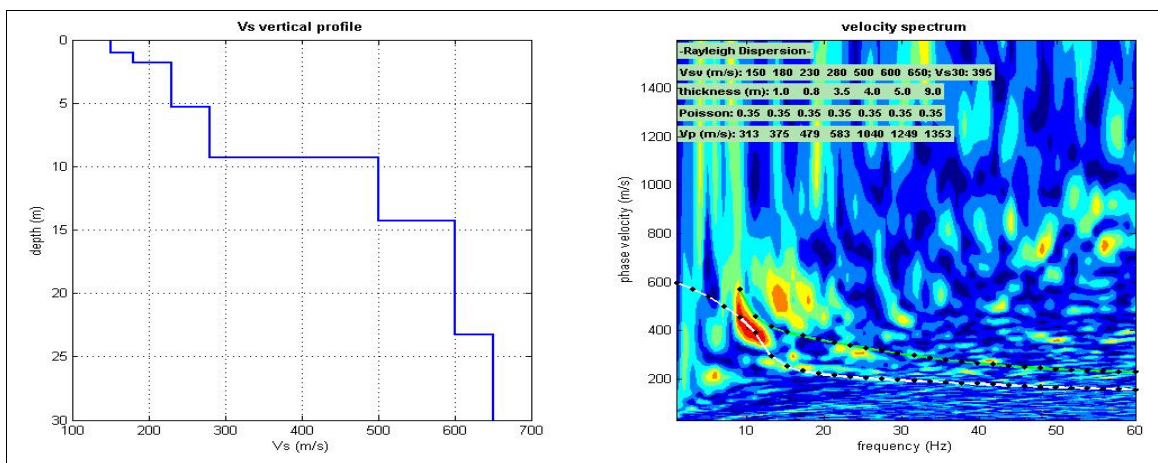 Vs vertical profile
0
5
10
15
20
25
30
depth (m)
100 200 300 400 500 600 700
Vs (m/s)
velocity spectrum
-Rayleigh Dispersion-
Vsv (m/s): 150 180 230 280 500 600 650; Vs30: 395
Thickness (m): 1.0 0.8 3.5 4.0 5.0 9.0
Poisson: 0.35 0.35 0.35 0.35 0.35 0.35 0.35
Vp (m/s): 313 375 479 583 1040 1249 1353
1400
1200
1000
800
600
400
200
phase velocity (m/s)
10 20 30 40 50 60
frequency (Hz)